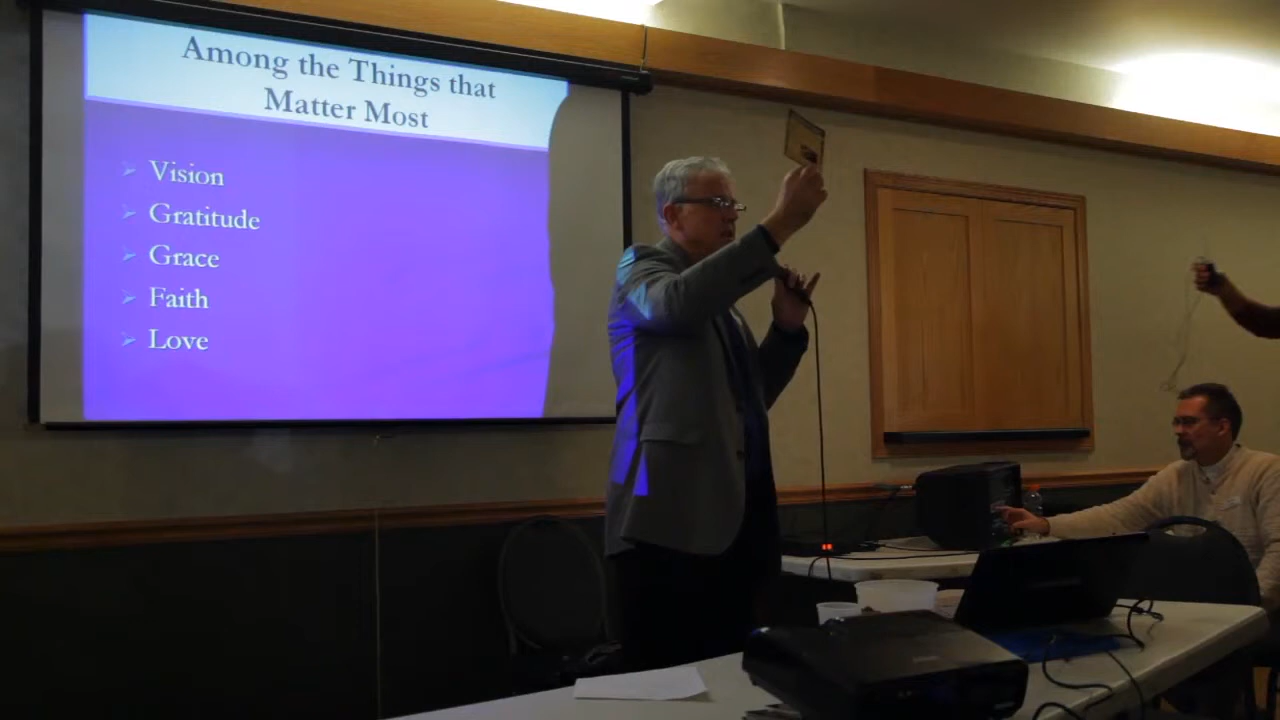 Among the Things that
Matter Most
Vision
Gratitude
Grace
Faith
Love